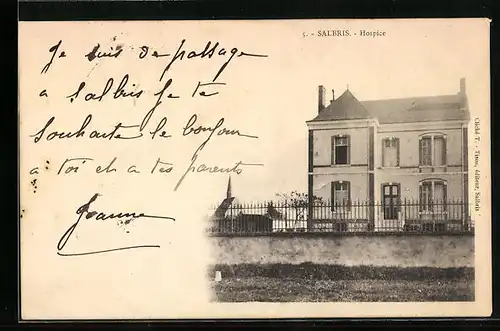 5. - SALBRIS. - Hospice
Je suis de passage
a Salbris je te
souhaite le bonjour
a toi et a tes parents
Jeanne
Cliché T. - Tissu, éditeur, Salbris